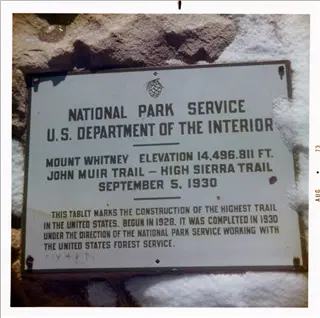 NATIONAL PARK SERVICE
U.S. DEPARTMENT OF THE INTERIOR
MOUNT WHITNEY ELEVATION 14,496.811 FT.
JOHN MUIR TRAIL — HIGH SIERRA TRAIL
SEPTEMBER 5, 1930
THIS TABLET MARKS THE CONSTRUCTION OF THE HIGHEST TRAIL
IN THE UNITED STATES. BEGUN IN 1928, IT WAS COMPLETED IN 1930
UNDER THE DIRECTION OF THE NATIONAL PARK SERVICE WORKING WITH
THE UNITED STATES FOREST SERVICE.
AUG • 73